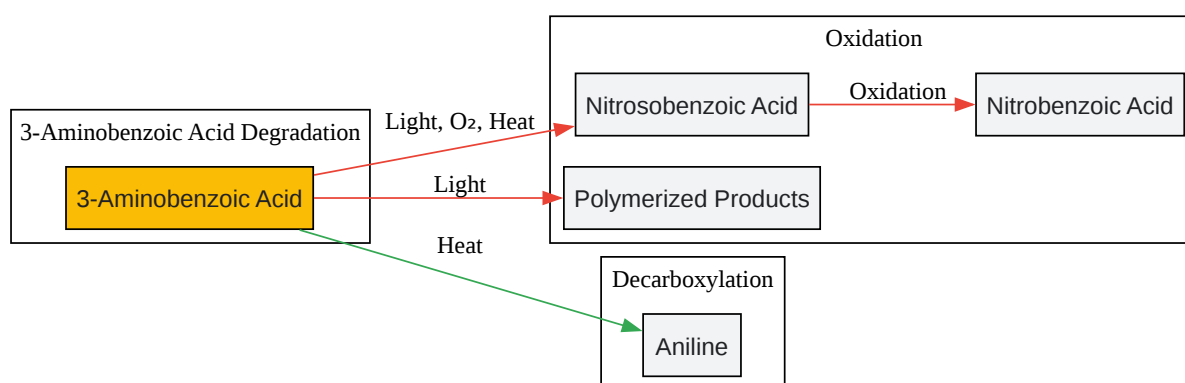 Oxidation
Nitrosobenzoic Acid
Oxidation
Nitrobenzoic Acid
3-Aminobenzoic Acid Degradation
Light, O₂, Heat
3-Aminobenzoic Acid
Light
Polymerized Products
Heat
Decarboxylation
Aniline